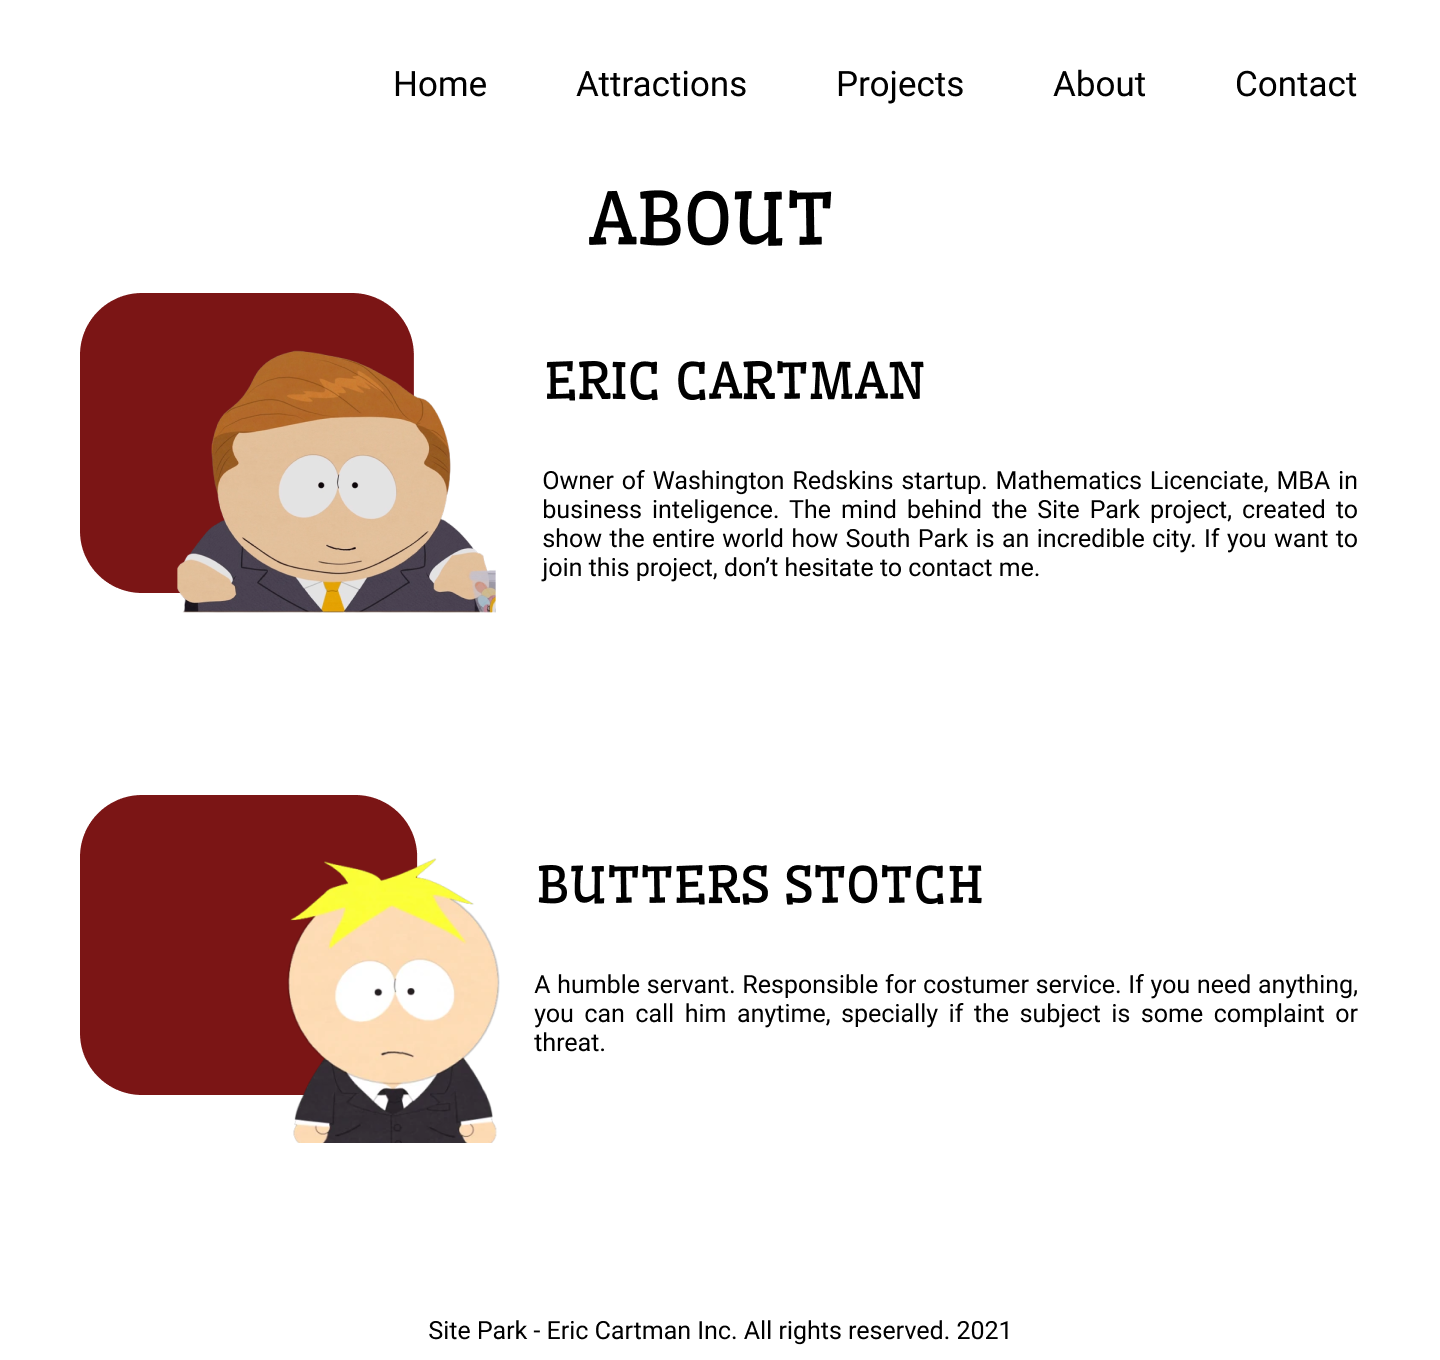 Home Attractions Projects About Contact
ABOUT
ERIC CARTMAN
Owner of Washington Redskins startup. Mathematics Licenciate, MBA in
business inteligence. The mind behind the Site Park project, created to
show the entire world how South Park is an incredible city. If you want to
join this project, don’t hesitate to contact me.
BUTTERS STOTCH
A humble servant. Responsible for costumer service. If you need anything,
you can call him anytime, specially if the subject is some complaint or
threat.
Site Park - Eric Cartman Inc. All rights reserved. 2021